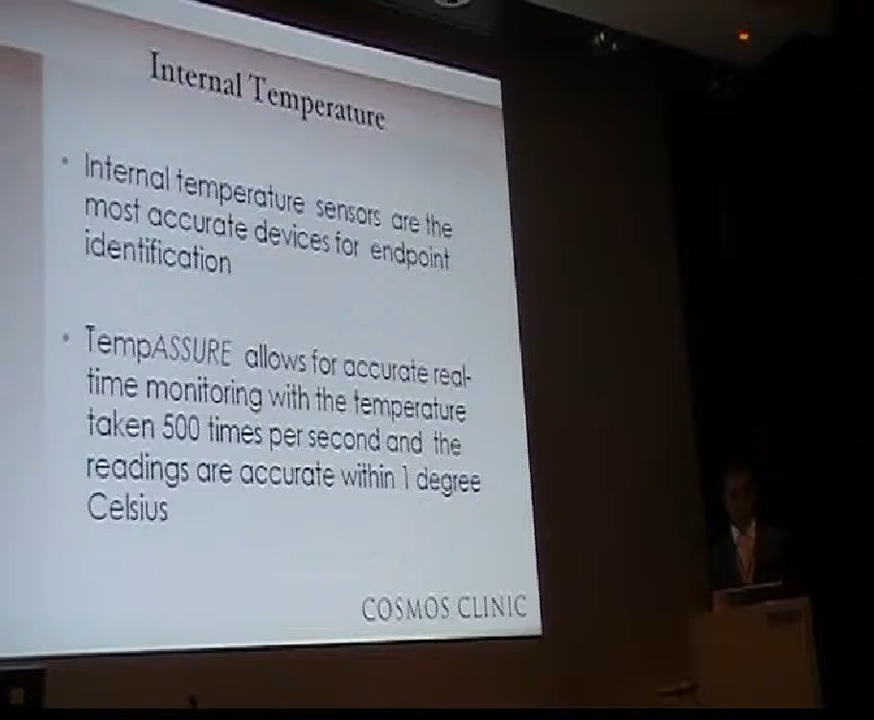 Internal Temperature
• Internal temperature sensors are the
most accurate devices for endpoint
identification
• TempASSURE allows for accurate real-
time monitoring with the temperature
taken 500 times per second and the
readings are accurate within 1 degree
Celsius
COSMOS CLINIC